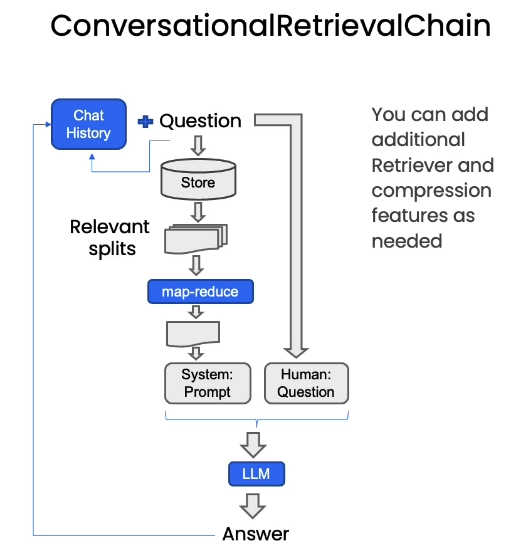 ConversationalRetrievalChain
Chat
History
+ Question
You can add
additional
Retriever and
compression
features as
needed
Store
Relevant
splits
map-reduce
System:
Prompt
Human:
Question
LLM
Answer